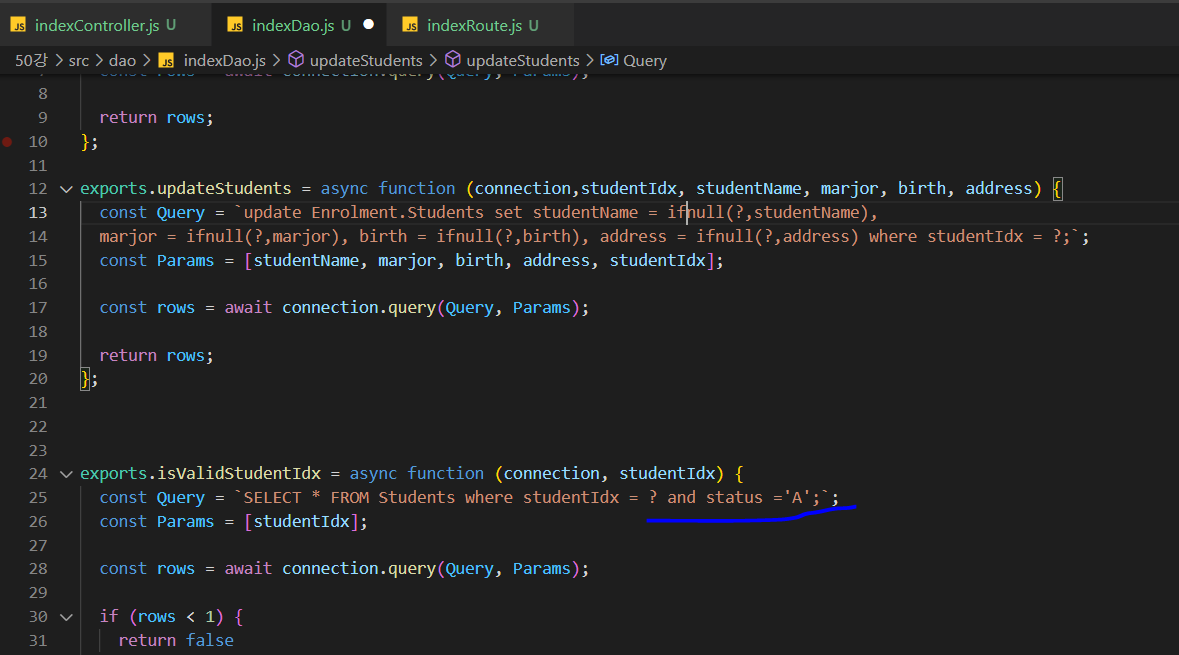 JS indexController.js U JS indexDao.js U JS indexRoute.js U
50강 > src > dao > JS indexDao.js > updateStudents > updateStudents > Query
7 const rows = await connection.query(Query, Params);
8
9 return rows;
10 };
11
12 exports.updateStudents = async function (connection,studentIdx, studentName, marjor, birth, address) {
13 const Query = `update Enrolment.Students set studentName = ifnull(?,studentName),
14 marjor = ifnull(?,marjor), birth = ifnull(?,birth), address = ifnull(?,address) where studentIdx = ?;`;
15 const Params = [studentName, marjor, birth, address, studentIdx];
16
17 const rows = await connection.query(Query, Params);
18
19 return rows;
20 };
21
22
23
24 exports.isValidStudentIdx = async function (connection, studentIdx) {
25 const Query = `SELECT * FROM Students where studentIdx = ? and status ='A';`;
26 const Params = [studentIdx];
27
28 const rows = await connection.query(Query, Params);
29
30 if (rows < 1) {
31 return false